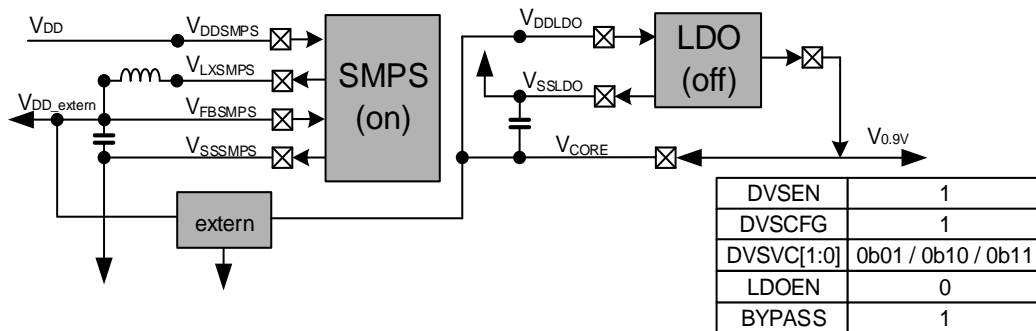 VDD
VDDSMPS
VLXSMPS
VDD_extern
VFBSMPS
VSSSMPS
SMPS
(on)
extern
VDDLDO
VSSLDO
VCORE
LDO
(off)
V0.9V
DVSEN 1
DVSCFG 1
DVSVC[1:0] 0b01 / 0b10 / 0b11
LDOEN 0
BYPASS 1